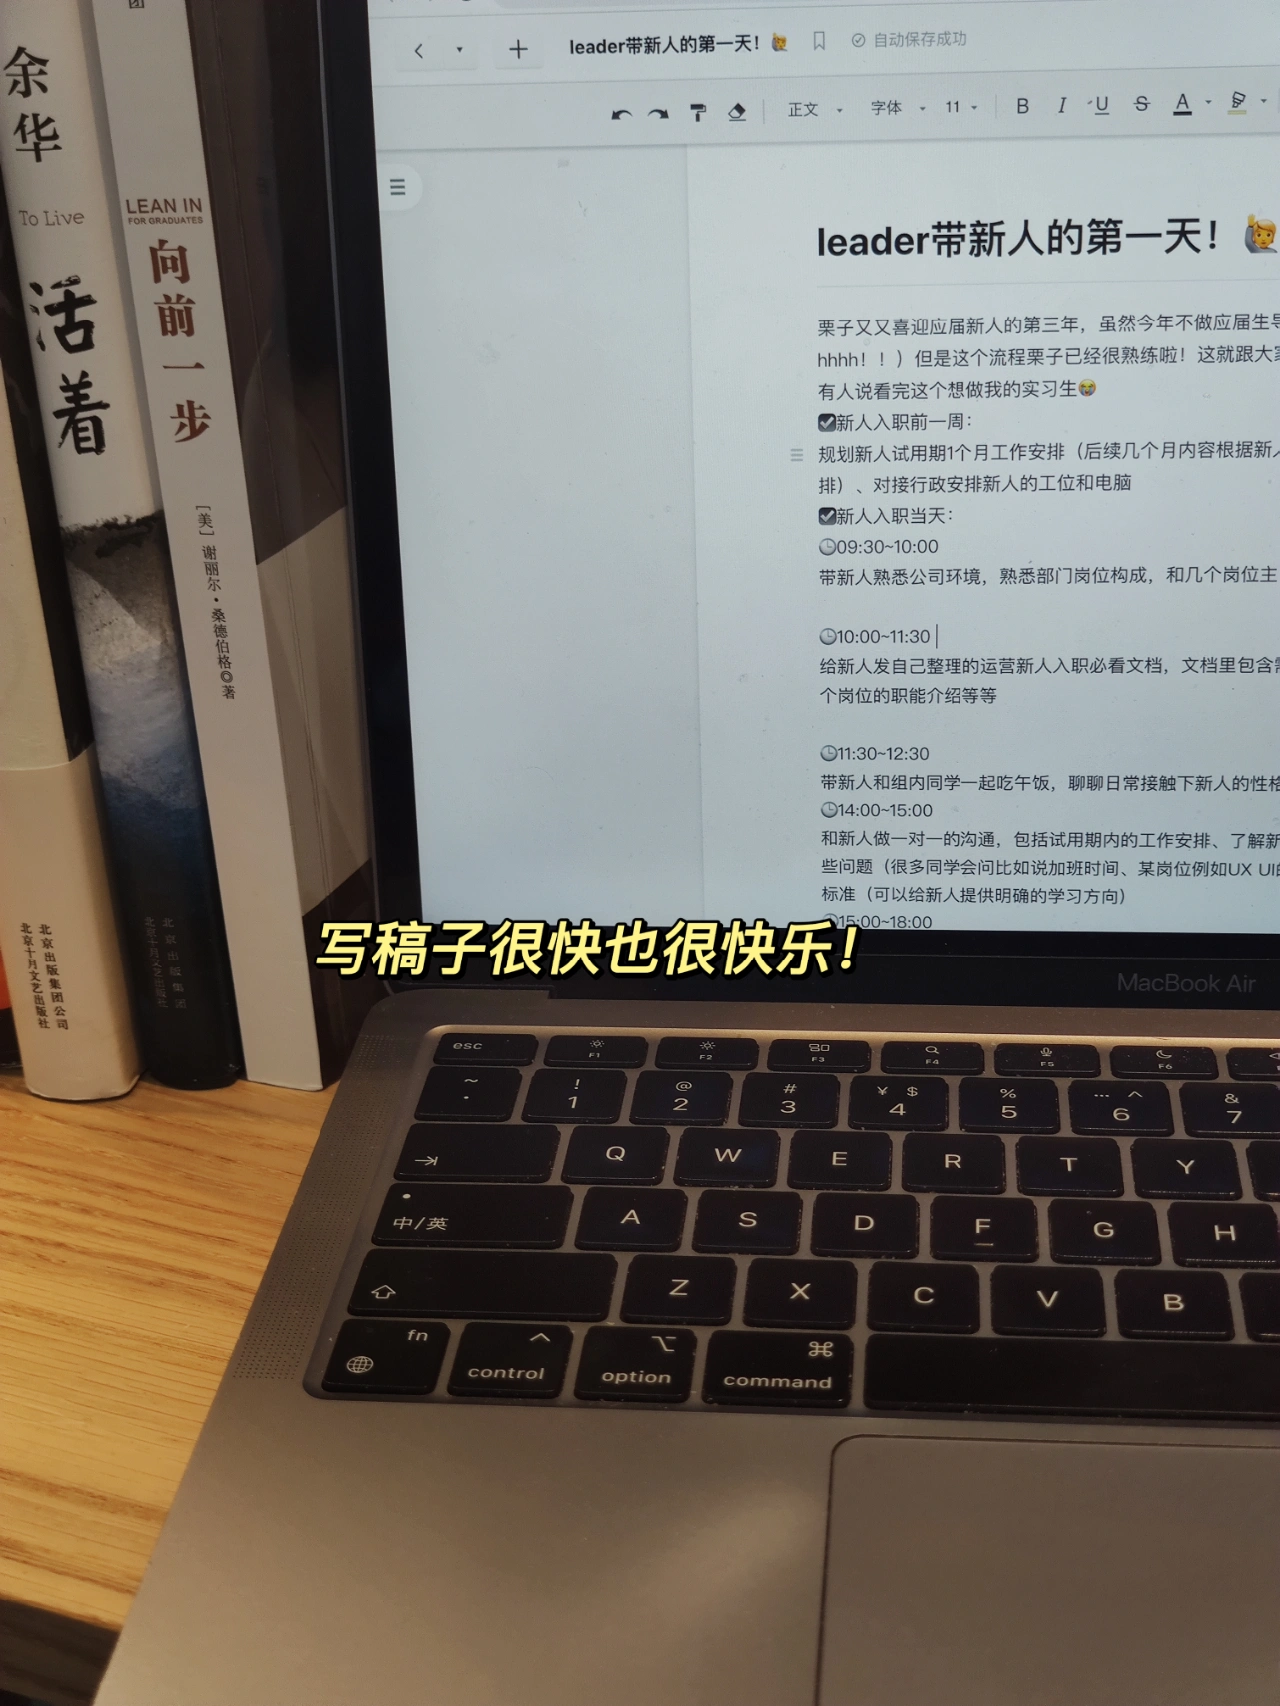 余华
To Live
活着
北京出版集团公司
北京十月文艺出版社
北京出版集团
北京十月文艺出版社
LEAN IN
FOR GRADUATES
向前一步
[美] 谢丽尔·桑德伯格◎著
leader带新人的第一天！🙋 自动保存成功
正文 字体 11 B I U S A
leader带新人的第一天！🙋
栗子又又喜迎应届新人的第三年，虽然今年不做应届生导
hhhh！！）但是这个流程栗子已经很熟练啦！这就跟大家
有人说看完这个想做我的实习生😭
☑新人入职前一周：
规划新人试用期1个月工作安排（后续几个月内容根据新人
排）、对接行政安排新人的工位和电脑
☑新人入职当天：
🕒09:30~10:00
带新人熟悉公司环境，熟悉部门岗位构成，和几个岗位主
🕒10:00~11:30
给新人发自己整理的运营新人入职必看文档，文档里包含需
个岗位的职能介绍等等
🕒11:30~12:30
带新人和组内同学一起吃午饭，聊聊日常接触下新人的性格
🕒14:00~15:00
和新人做一对一的沟通，包括试用期内的工作安排、了解新
些问题（很多同学会问比如说加班时间、某岗位例如UX UI的
标准（可以给新人提供明确的学习方向）
🕒15:00~18:00
写稿子很快也很快乐！
MacBook Air
esc F1 F2 F3 F4 F5 F6
~ · ! 1 @ 2 # 3 ¥ $ 4 % 5 … ^ 6 & 7
Q W E R T Y
中/英 A S D F G H
Z X C V B
fn control option command